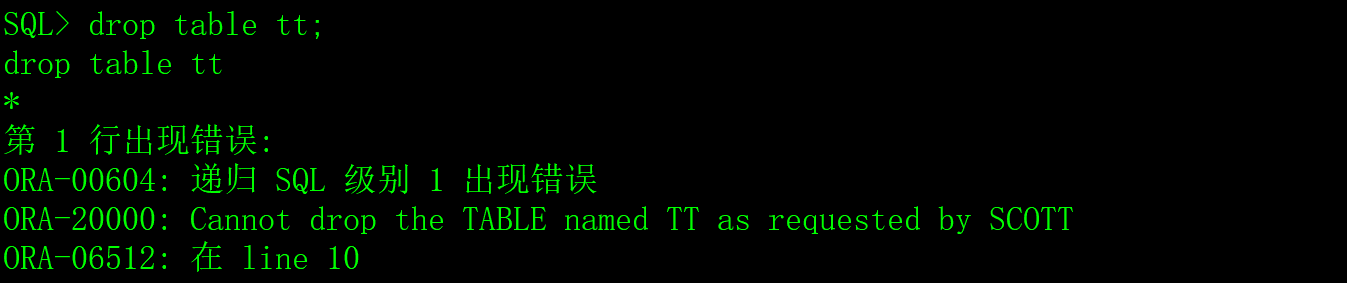 SQL> drop table tt;
drop table tt
*
第 1 行出现错误:
ORA-00604: 递归 SQL 级别 1 出现错误
ORA-20000: Cannot drop the TABLE named TT as requested by SCOTT
ORA-06512: 在 line 10